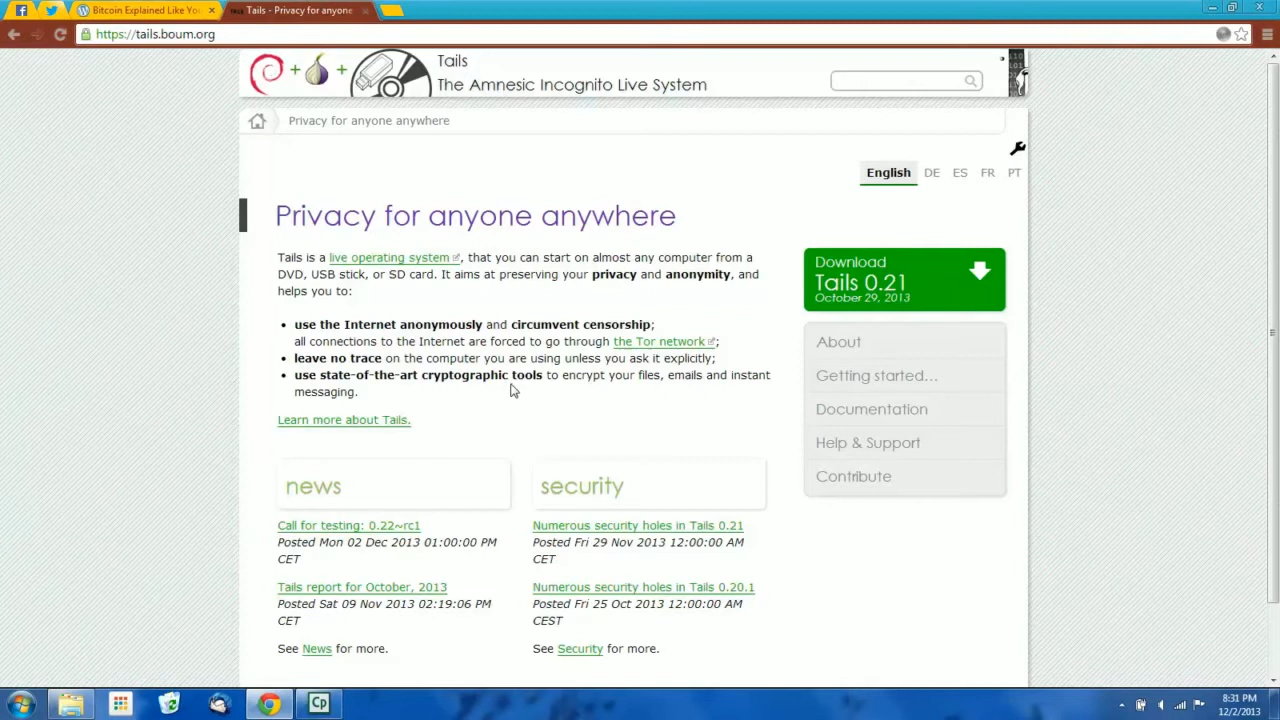 Bitcoin Explained Like You
Tails - Privacy for anyone
https://tails.boum.org
Tails
The Amnesic Incognito Live System
Privacy for anyone anywhere
English DE ES FR PT
Privacy for anyone anywhere
Tails is a live operating system, that you can start on almost any computer from a
DVD, USB stick, or SD card. It aims at preserving your privacy and anonymity, and
helps you to:
use the Internet anonymously and circumvent censorship;
all connections to the Internet are forced to go through the Tor network;
leave no trace on the computer you are using unless you ask it explicitly;
use state-of-the-art cryptographic tools to encrypt your files, emails and instant
messaging.
Learn more about Tails.
Download
Tails 0.21
October 29, 2013
About
Getting started…
Documentation
Help & Support
Contribute
news
Call for testing: 0.22~rc1
Posted Mon 02 Dec 2013 01:00:00 PM
CET
Tails report for October, 2013
Posted Sat 09 Nov 2013 02:19:06 PM
CET
See News for more.
security
Numerous security holes in Tails 0.21
Posted Fri 29 Nov 2013 12:00:00 AM
CET
Numerous security holes in Tails 0.20.1
Posted Fri 25 Oct 2013 12:00:00 AM
CEST
See Security for more.
Cp
8:31 PM
12/2/2013